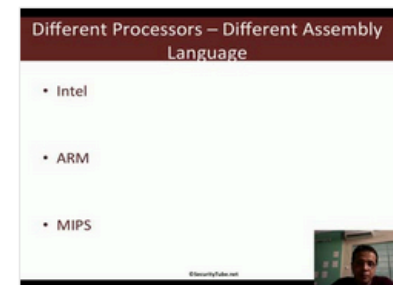 Different Processors – Different Assembly
Language
• Intel
• ARM
• MIPS
©SecurityTube.net